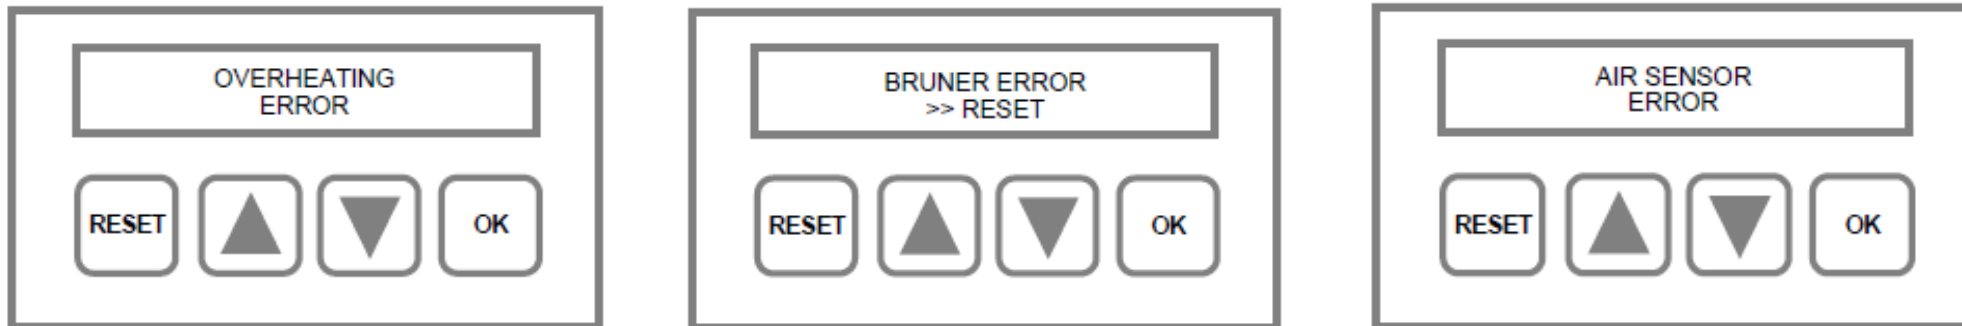 OVERHEATING
ERROR
RESET
OK
BRUNER ERROR
>> RESET
RESET
OK
AIR SENSOR
ERROR
RESET
OK